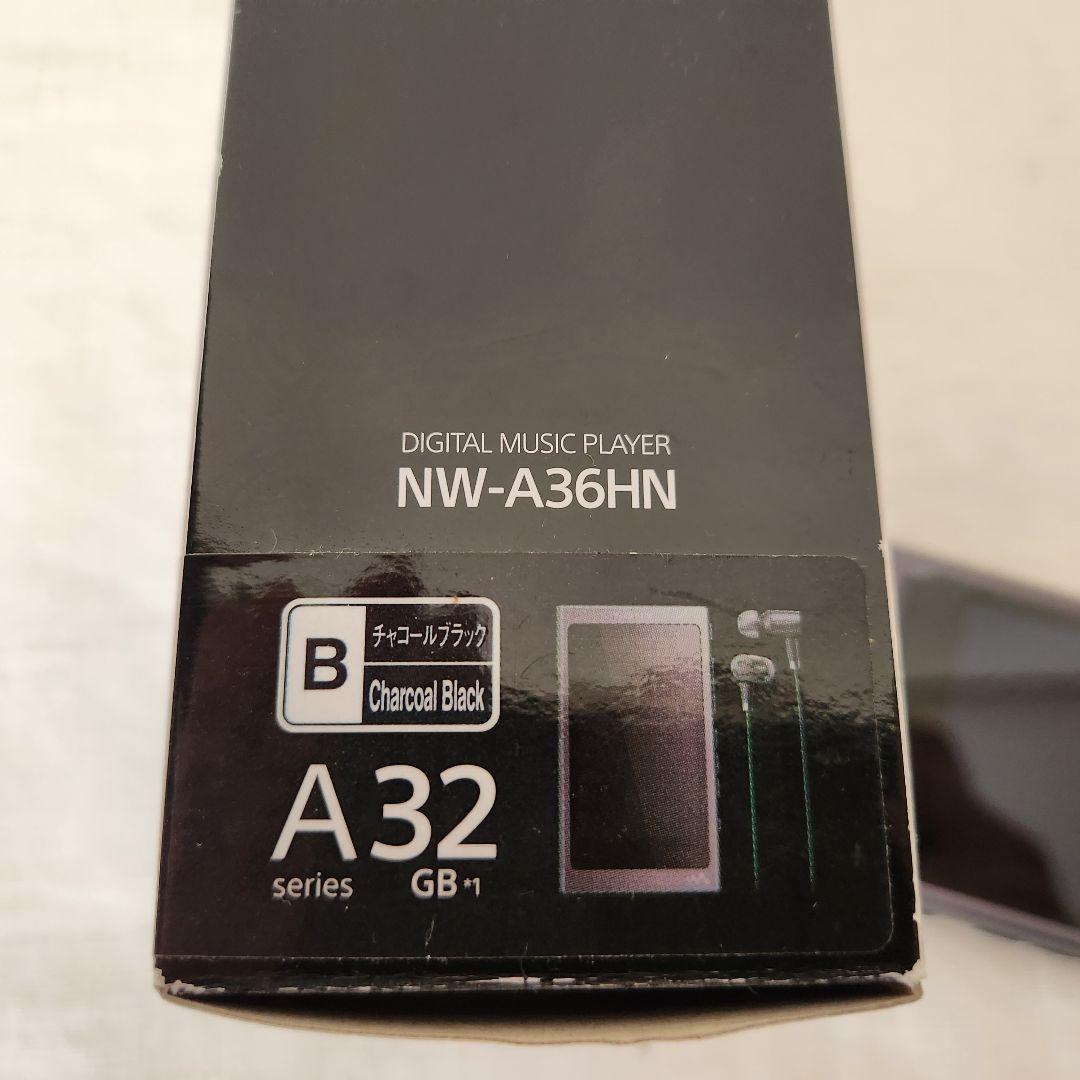 DIGITAL MUSIC PLAYER
NW-A36HN
B
チャコールブラック
Charcoal Black
A 32
series GB *1